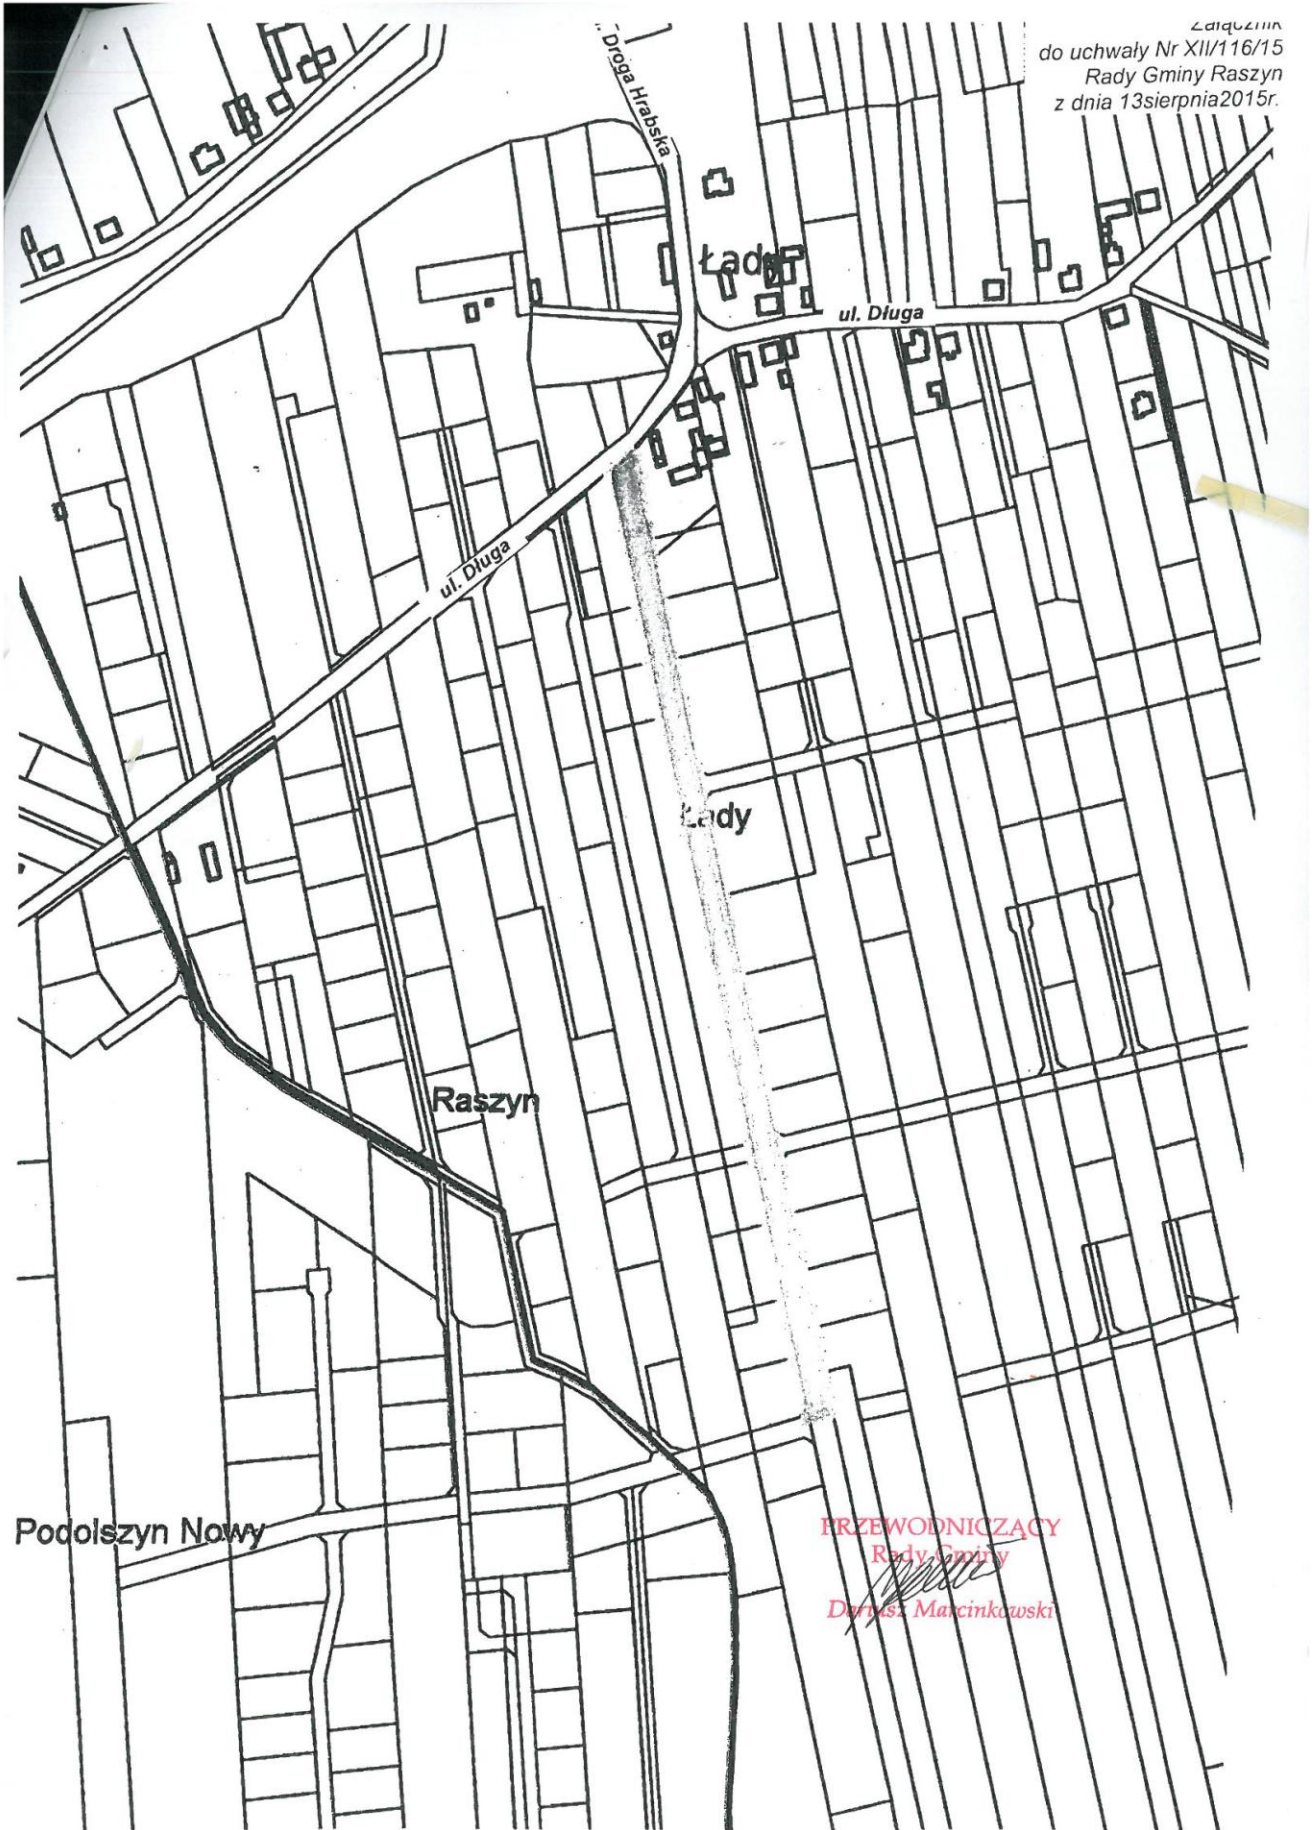 Załącznik
do uchwały Nr XII/116/15
Rady Gminy Raszyn
z dnia 13sierpnia2015r.
. Droga Hrabska
Łady
ul. Długa
ul. Długa
Łady
Raszyn
Podolszyn Nowy
PRZEWODNICZĄCY
Rady Gminy
Dariusz Marcinkowski